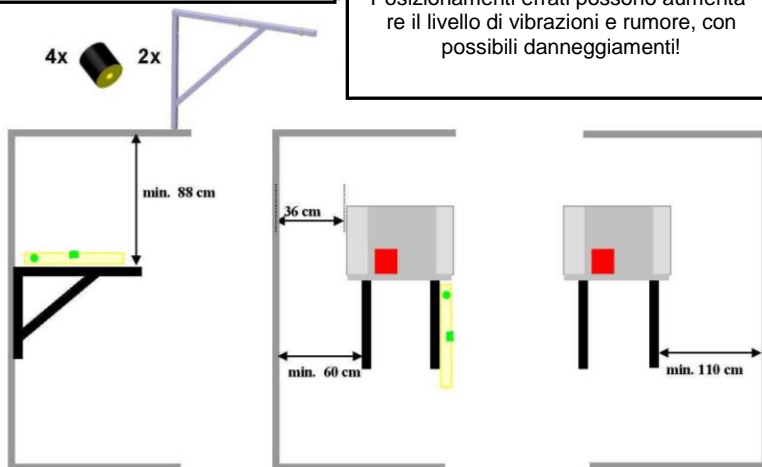 Posizionamenti errati possono aumenta
re il livello di vibrazioni e rumore, con
possibili danneggiamenti!
4x
2x
min. 88 cm
36 cm
min. 60 cm
min. 110 cm